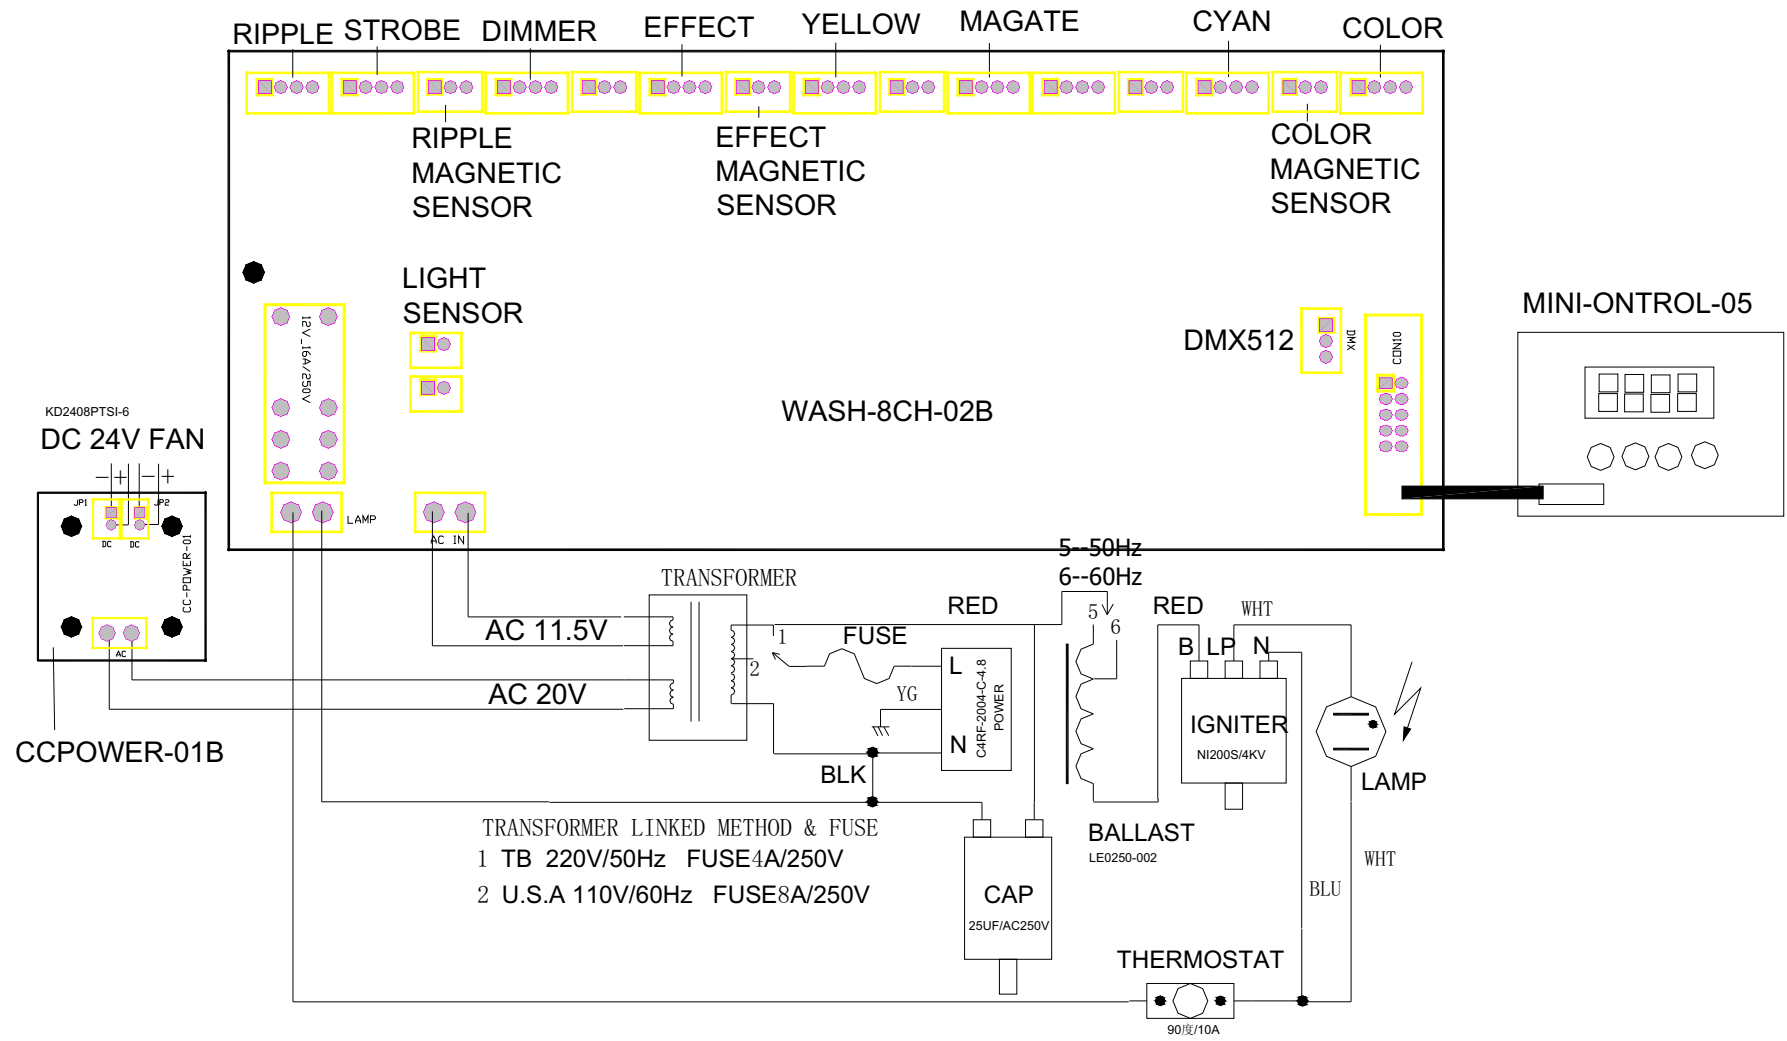 RIPPLE STROBE DIMMER EFFECT YELLOW MAGATE CYAN COLOR
RIPPLE
MAGNETIC
SENSOR
EFFECT
MAGNETIC
SENSOR
COLOR
MAGNETIC
SENSOR
LIGHT
SENSOR
12V_16A/250V
DMX512
DMX
CON10
MINI-ONTROL-05
WASH-8CH-02B
KD2408PTSI-6
DC 24V FAN
- + - +
JP1 JP2
DC DC
CC-POWER-01
AC
CCPOWER-01B
LAMP
AC IN
5--50Hz
6--60Hz
TRANSFORMER
AC 11.5V
AC 20V
1
2
FUSE
RED
YG
L
N
C4RF-2004-C-4.8
POWER
BLK
5
6
RED
WHT
B LP N
IGNITER
NI200S/4KV
LAMP
BALLAST
LE0250-002
WHT
BLU
TRANSFORMER LINKED METHOD & FUSE
1 TB 220V/50Hz FUSE4A/250V
2 U.S.A 110V/60Hz FUSE8A/250V
CAP
25UF/AC250V
THERMOSTAT
90度/10A